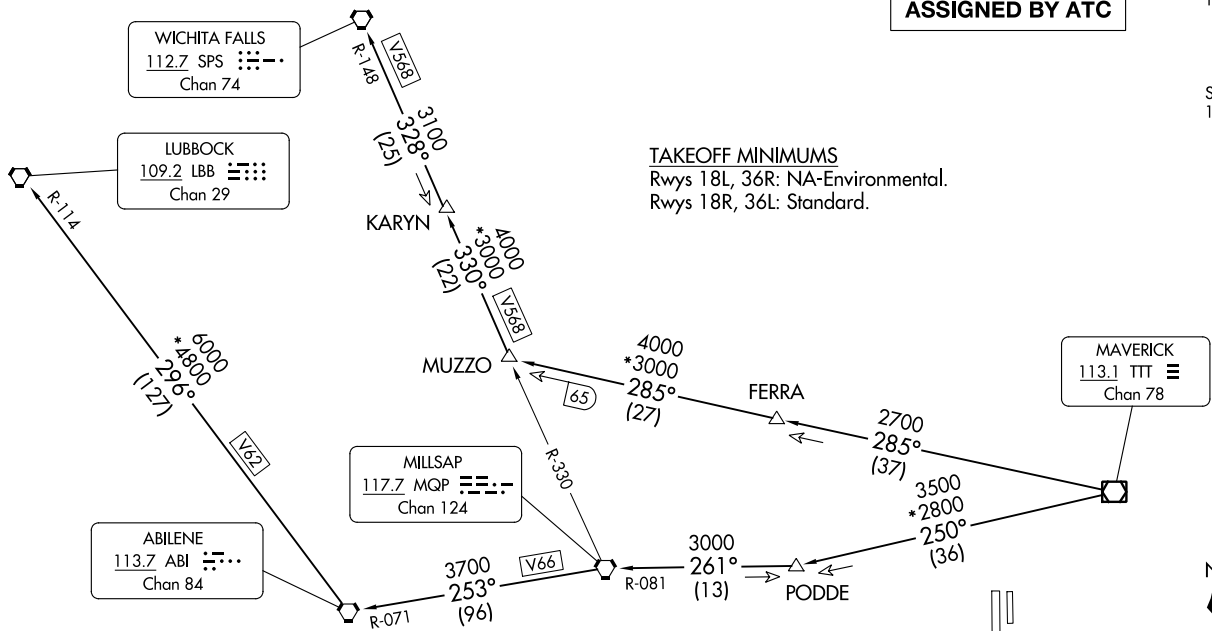 ASSIGNED BY ATC
WICHITA FALLS
112.7 SPS
Chan 74
R-148
V568
3100
328°
(25)
LUBBOCK
109.2 LBB
Chan 29
R-114
KARYN
TAKEOFF MINIMUMS
Rwys 18L, 36R: NA-Environmental.
Rwys 18R, 36L: Standard.
4000
*3000
330°
(22)
V568
MUZZO
6000
*4800
296°
(127)
V62
4000
*3000
285°
(27)
65
FERRA
MAVERICK
113.1 TTT
Chan 78
2700
285°
(37)
R-330
MILLSAP
117.7 MQP
Chan 124
3500
*2800
250°
(36)
ABILENE
113.7 ABI
Chan 84
3700
253°
(96)
V66
R-071
R-081
3000
261°
(13)
PODDE